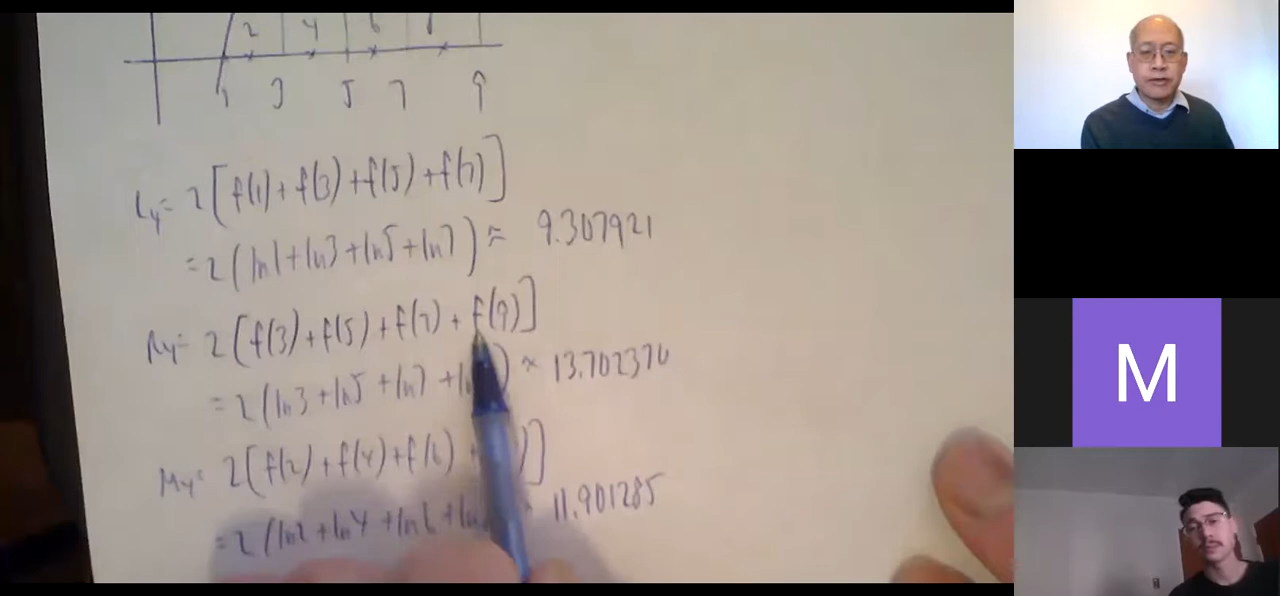 2 4 6
1 3 5 7 9
L4= 2[f(1)+f(3)+f(5)+f(7)]
=2(ln1+ln3+ln5+ln7)≈ 9.307921
R4= 2[f(3)+f(5)+f(7)+f(9)]
=2(ln3+ln5+ln7+ln ) ≈ 13.702370
M4= 2[f(2)+f(4)+f(6)+ )]
=2(ln2+ln4+ln6+ln 11.901285
M